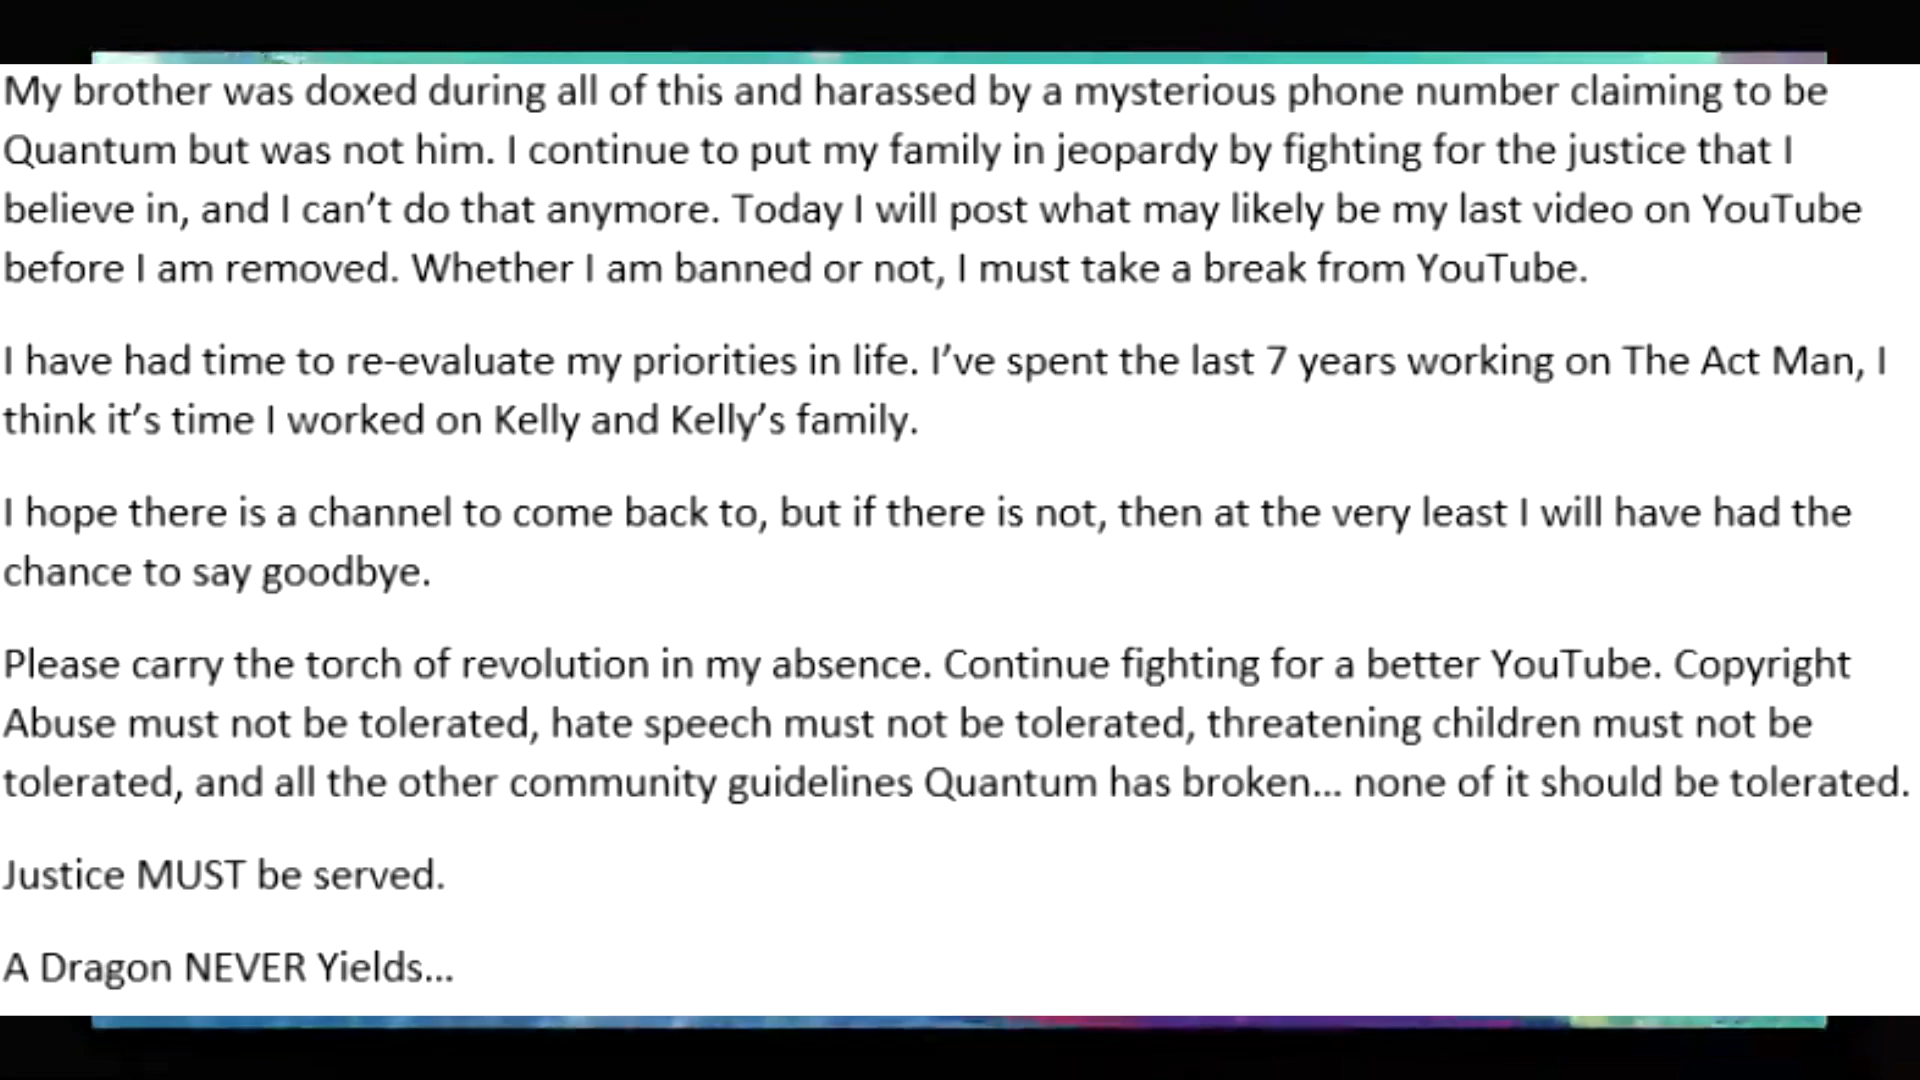 My brother was doxed during all of this and harassed by a mysterious phone number claiming to be
Quantum but was not him. I continue to put my family in jeopardy by fighting for the justice that I
believe in, and I can’t do that anymore. Today I will post what may likely be my last video on YouTube
before I am removed. Whether I am banned or not, I must take a break from YouTube.
I have had time to re-evaluate my priorities in life. I’ve spent the last 7 years working on The Act Man, I
think it’s time I worked on Kelly and Kelly’s family.
I hope there is a channel to come back to, but if there is not, then at the very least I will have had the
chance to say goodbye.
Please carry the torch of revolution in my absence. Continue fighting for a better YouTube. Copyright
Abuse must not be tolerated, hate speech must not be tolerated, threatening children must not be
tolerated, and all the other community guidelines Quantum has broken... none of it should be tolerated.
Justice MUST be served.
A Dragon NEVER Yields...